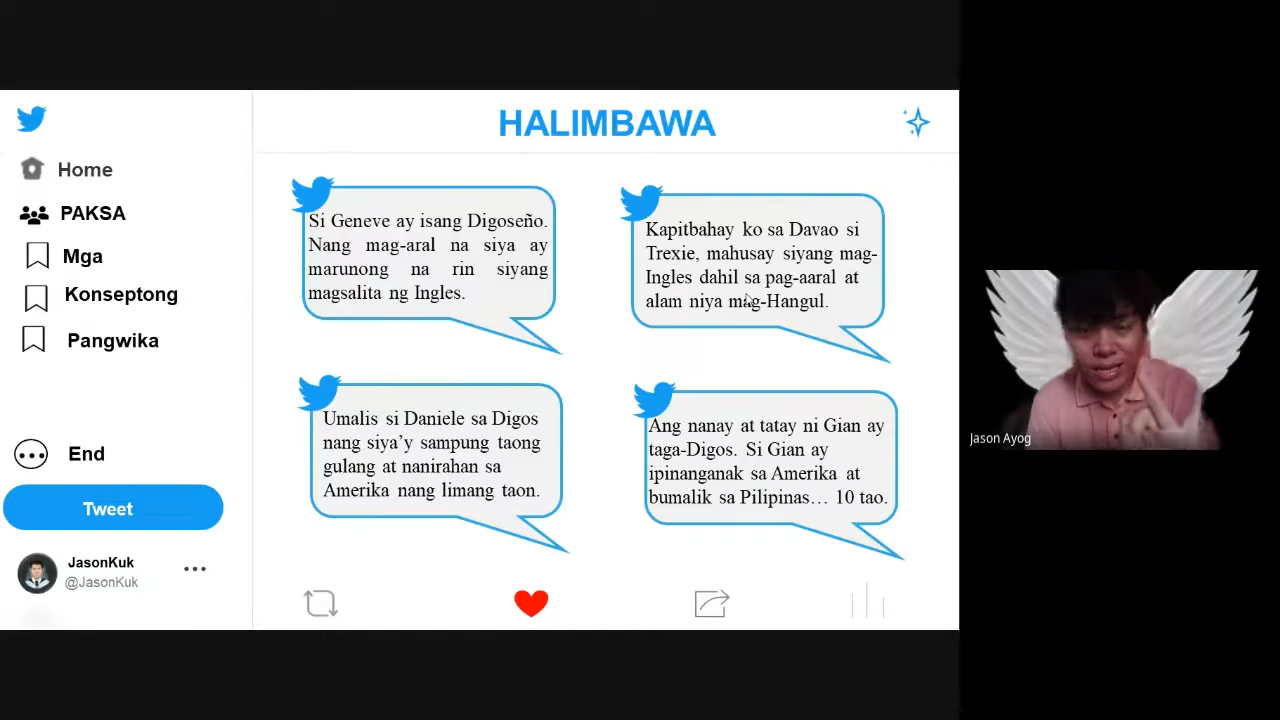 HALIMBAWA
Home
PAKSA
Mga
Konseptong
Pangwika
End
Tweet
JasonKuk
@JasonKuk
Si Geneve ay isang Digoseño.
Nang mag-aral na siya ay
marunong na rin siyang
magsalita ng Ingles.
Kapitbahay ko sa Davao si
Trexie, mahusay siyang mag-
Ingles dahil sa pag-aaral at
alam niya mag-Hangul.
Umalis si Daniele sa Digos
nang siya’y sampung taong
gulang at nanirahan sa
Amerika nang limang taon.
Ang nanay at tatay ni Gian ay
taga-Digos. Si Gian ay
ipinanganak sa Amerika at
bumalik sa Pilipinas… 10 tao.
Jason Ayog